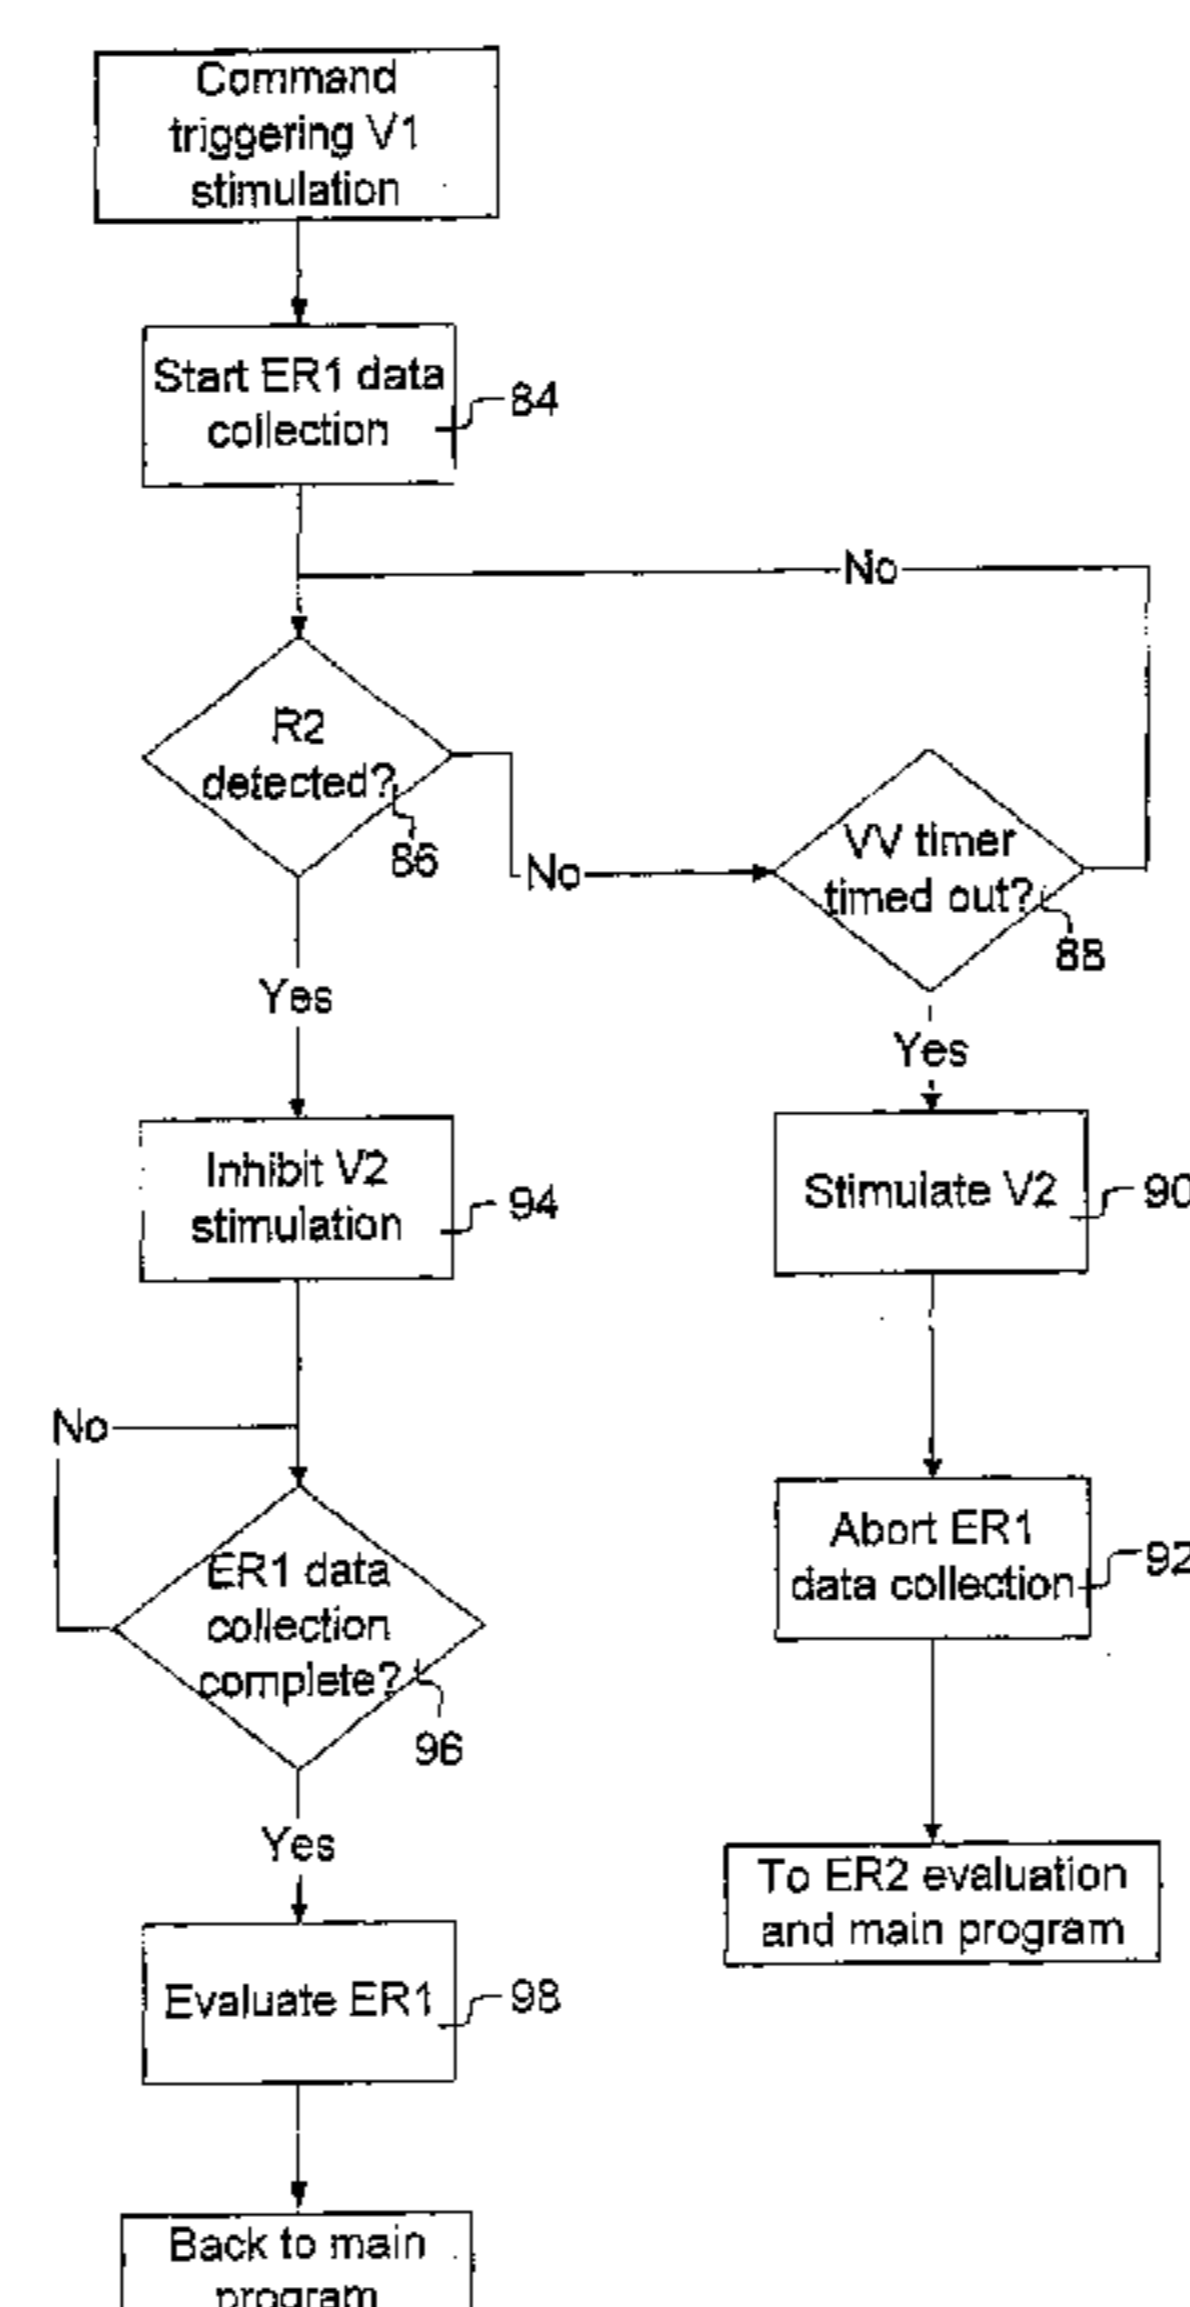 Command
triggering V1
stimulation
Start ER1 data
collection
84
No
R2
detected?
86
No
VV timer
timed out?
88
Yes
Yes
Inhibit V2
stimulation
94
Stimulate V2
90
No
ER1 data
collection
complete?
96
Abort ER1
data collection
92
Yes
To ER2 evaluation
and main program
Evaluate ER1
98
Back to main
program